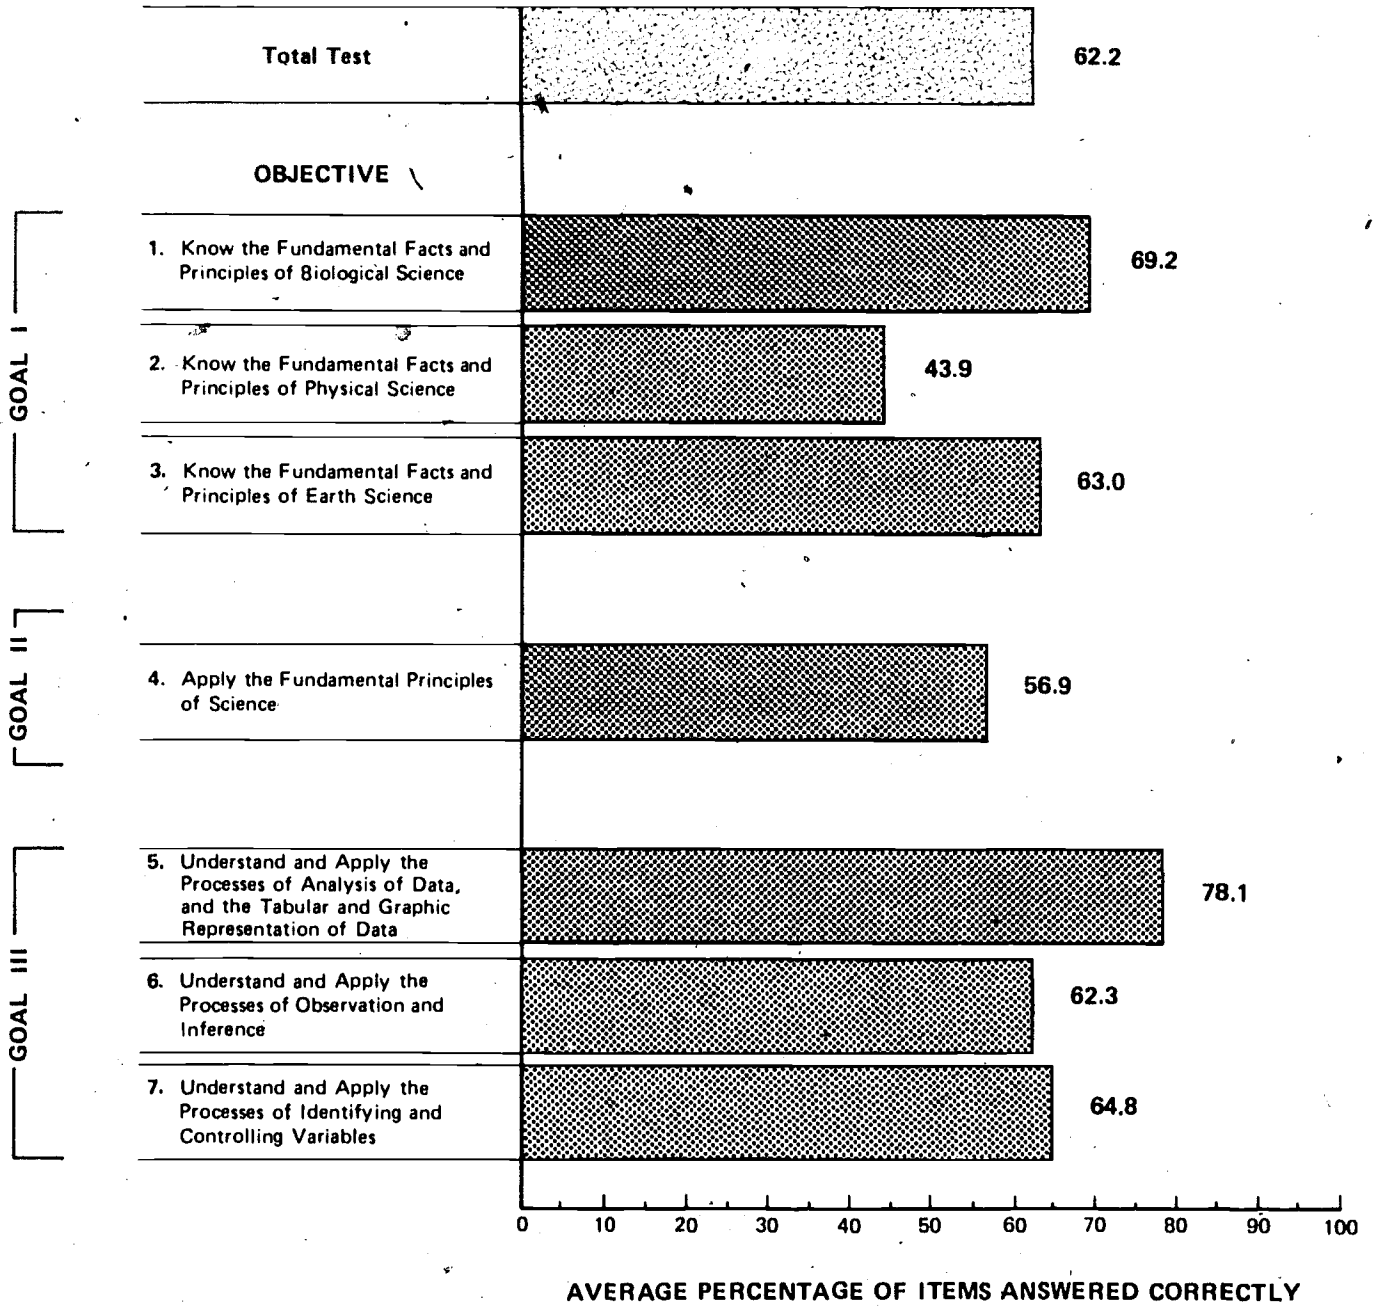 Total Test
62.2
OBJECTIVE
GOAL I
1. Know the Fundamental Facts and
Principles of Biological Science
69.2
2. Know the Fundamental Facts and
Principles of Physical Science
43.9
3. Know the Fundamental Facts and
Principles of Earth Science
63.0
GOAL II
4. Apply the Fundamental Principles
of Science
56.9
GOAL III
5. Understand and Apply the
Processes of Analysis of Data,
and the Tabular and Graphic
Representation of Data
78.1
6. Understand and Apply the
Processes of Observation and
Inference
62.3
7. Understand and Apply the
Processes of Identifying and
Controlling Variables
64.8
0 10 20 30 40 50 60 70 80 90 100
AVERAGE PERCENTAGE OF ITEMS ANSWERED CORRECTLY